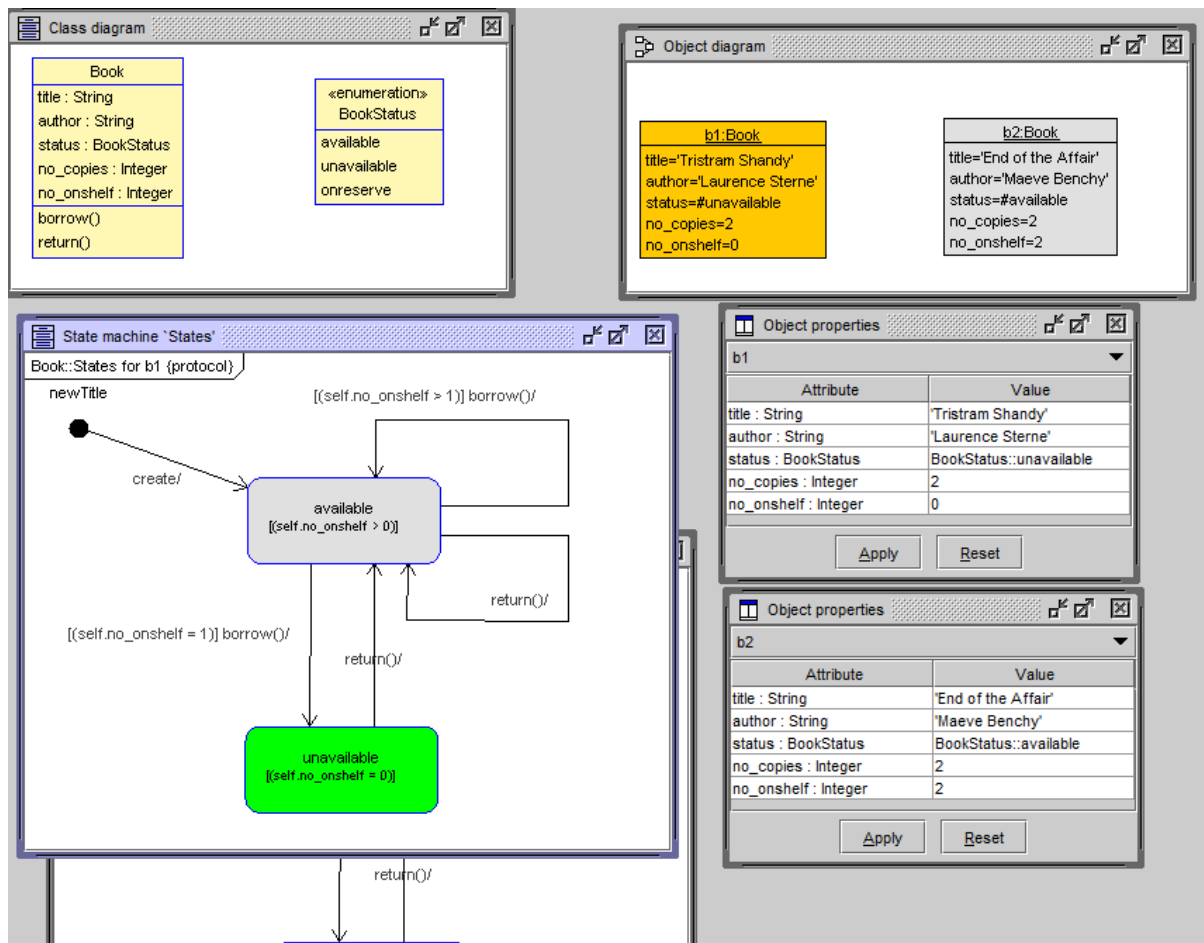 Class diagram
Book
title : String
author : String
status : BookStatus
no_copies : Integer
no_onshelf : Integer
borrow()
return()
«enumeration»
BookStatus
available
unavailable
onreserve
Object diagram
b1:Book
title='Tristram Shandy'
author='Laurence Sterne'
status=#unavailable
no_copies=2
no_onshelf=0
b2:Book
title='End of the Affair'
author='Maeve Benchy'
status=#available
no_copies=2
no_onshelf=2
State machine `States'
Book::States for b1 {protocol}
newTitle
[(self.no_onshelf > 1)] borrow()/
create/
available
[(self.no_onshelf > 0)]
return()/
[(self.no_onshelf = 1)] borrow()/
return()/
unavailable
[(self.no_onshelf = 0)]
return()/
Object properties
b1
Attribute Value
title : String 'Tristram Shandy'
author : String 'Laurence Sterne'
status : BookStatus BookStatus::unavailable
no_copies : Integer 2
no_onshelf : Integer 0
Apply Reset
Object properties
b2
Attribute Value
title : String 'End of the Affair'
author : String 'Maeve Benchy'
status : BookStatus BookStatus::available
no_copies : Integer 2
no_onshelf : Integer 2
Apply Reset